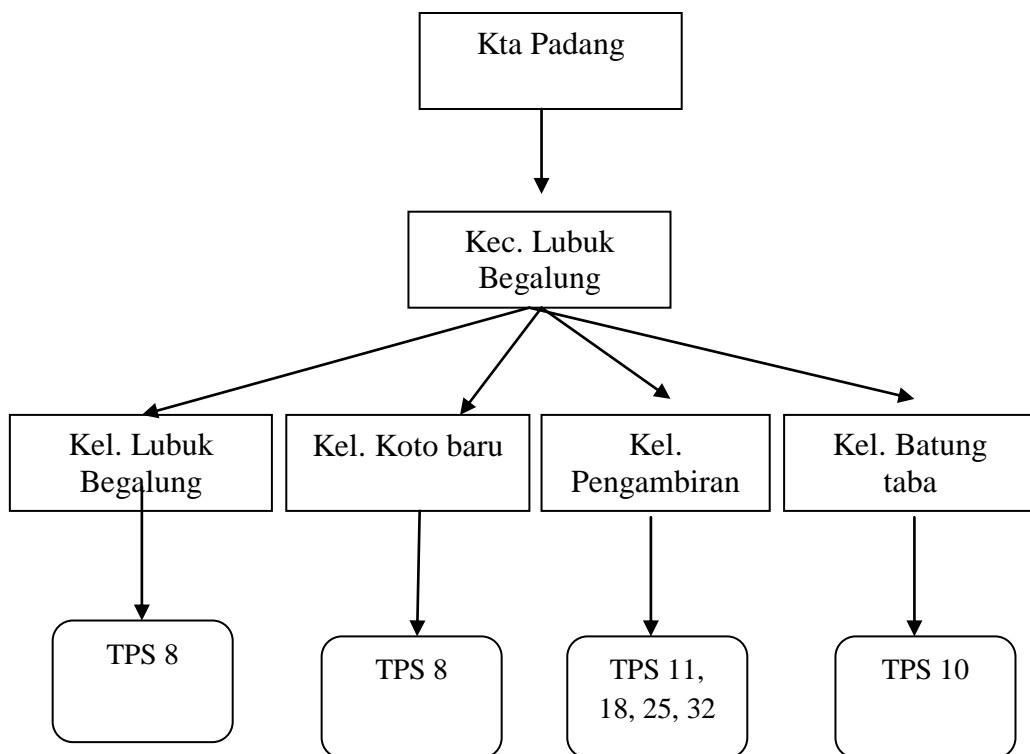 Kta Padang
Kec. Lubuk
Begalung
Kel. Lubuk
Begalung
Kel. Koto baru
Kel.
Pengambiran
Kel. Batung
taba
TPS 8
TPS 8
TPS 11,
18, 25, 32
TPS 10